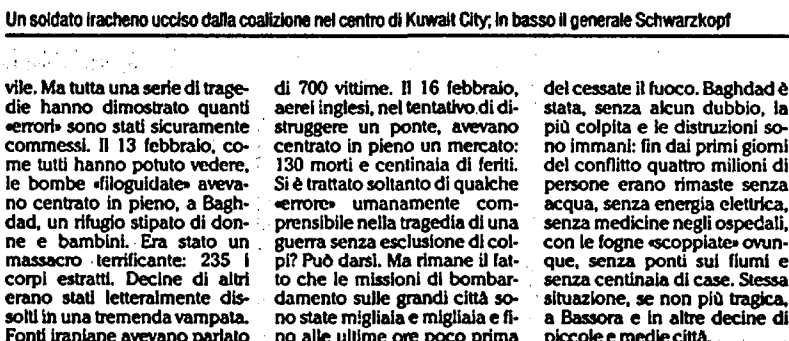 Un soldato iracheno ucciso dalla coalizione nel centro di Kuwait City; in basso il generale Schwarzkopf
vile. Ma tutta una serie di trage-
die hanno dimostrato quanti
«errori» sono stati sicuramente
commessi. Il 13 febbraio, co-
me tutti hanno potuto vedere,
le bombe «filoguidate» aveva-
no centrato in pieno, a Bagh-
dad, un rifugio stipato di don-
ne e bambini. Era stato un
massacro terrificante: 235 i
corpi estratti. Decine di altri
erano stati letteralmente dis-
solti in una tremenda vampata.
Fonti iraniane avevano parlato
di 700 vittime. Il 16 febbraio,
aerei inglesi, nel tentativo di di-
struggere un ponte, avevano
centrato in pieno un mercato:
130 morti e centinaia di feriti.
Si è trattato soltanto di qualche
«errore» umanamente com-
prensibile nella tragedia di una
guerra senza esclusione di col-
pi? Può darsi. Ma rimane il fat-
to che le missioni di bombar-
damento sulle grandi città so-
no state migliaia e migliaia e fi-
no alle ultime ore poco prima
del cessate il fuoco. Baghdad è
stata, senza alcun dubbio, la
più colpita e le distruzioni so-
no immani: fin dai primi giorni
del conflitto quattro milioni di
persone erano rimaste senza
acqua, senza energia elettrica,
senza medicine negli ospedali,
con le fogne «scoppiate» ovun-
que, senza ponti sui fiumi e
senza centinaia di case. Stessa
situazione, se non più tragica,
a Bassora e in altre decine di
piccole e medie città.